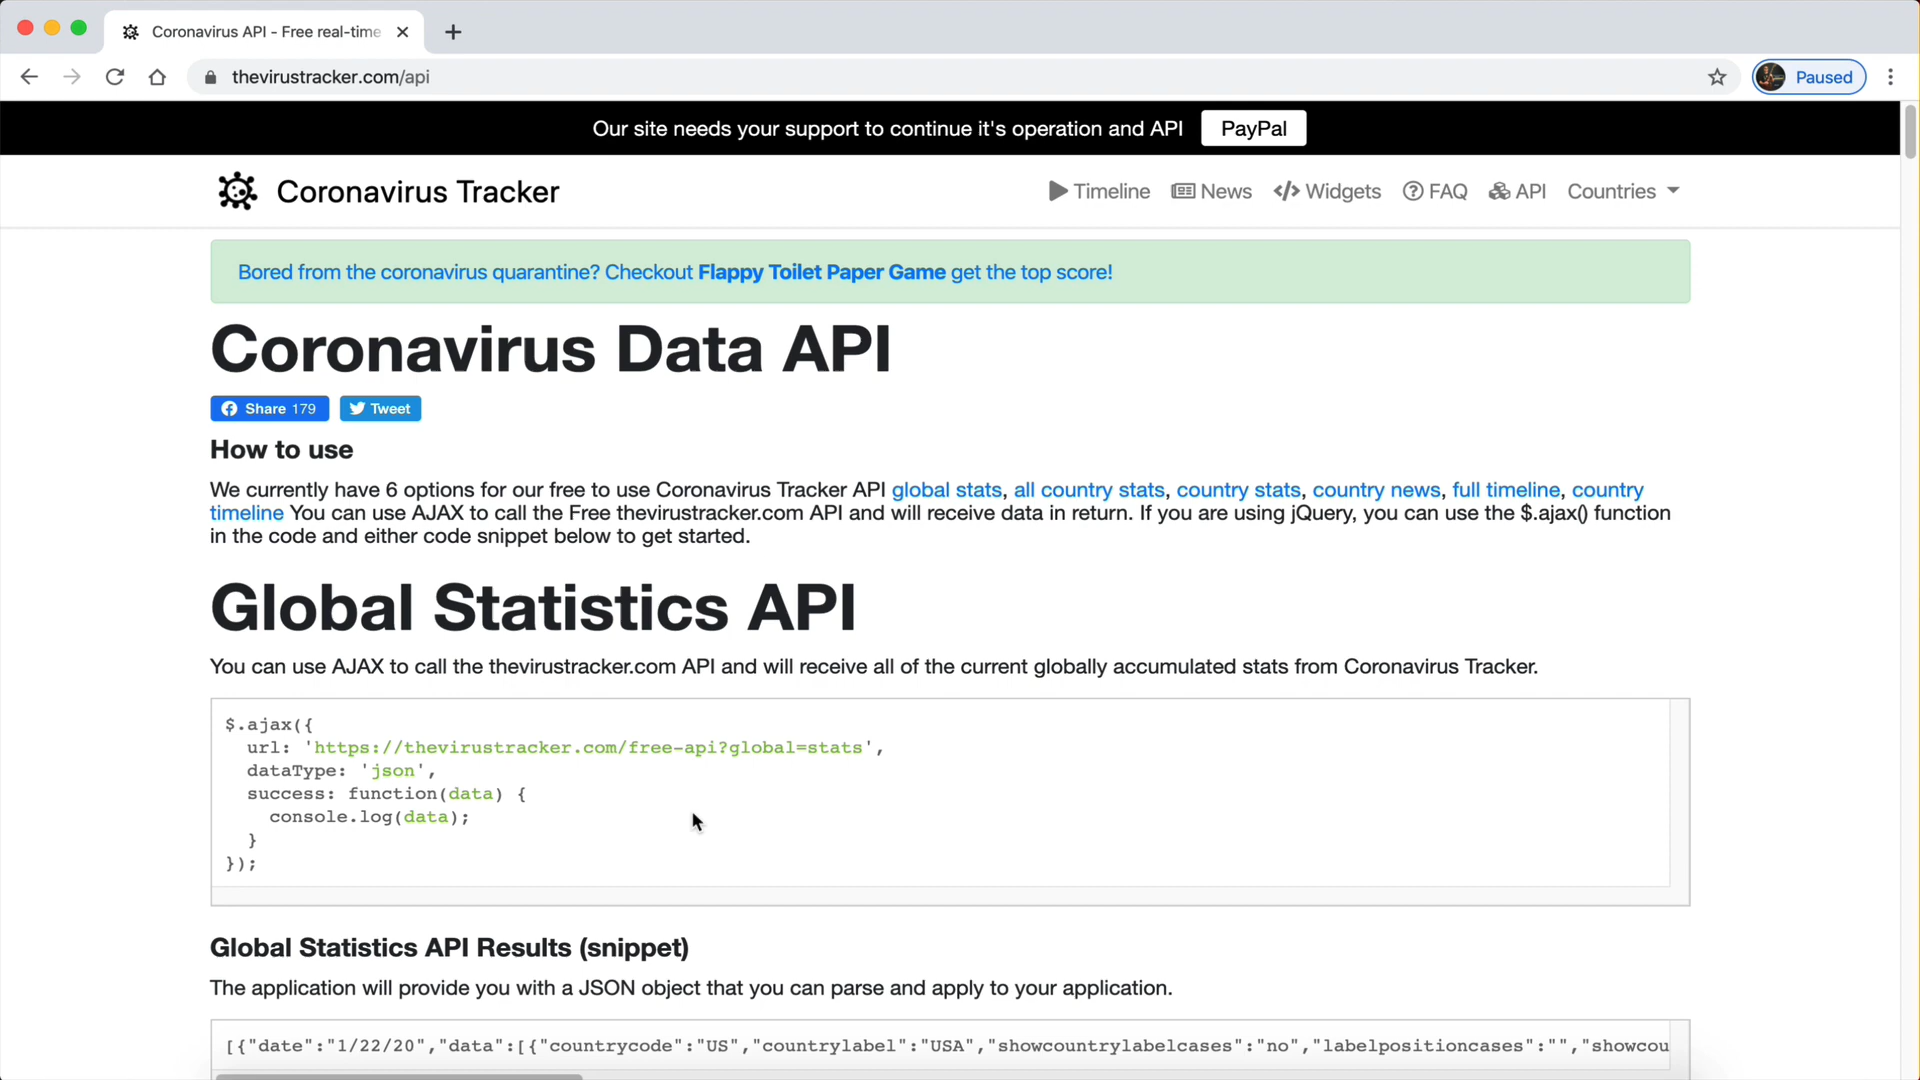 Coronavirus API - Free real-time
thevirustracker.com/api
Paused
Our site needs your support to continue it's operation and API
PayPal
Coronavirus Tracker
Timeline
News
Widgets
FAQ
API
Countries
Bored from the coronavirus quarantine? Checkout Flappy Toilet Paper Game get the top score!
Coronavirus Data API
Share 179
Tweet
How to use
We currently have 6 options for our free to use Coronavirus Tracker API global stats, all country stats, country stats, country news, full timeline, country
timeline You can use AJAX to call the Free thevirustracker.com API and will receive data in return. If you are using jQuery, you can use the $.ajax() function
in the code and either code snippet below to get started.
Global Statistics API
You can use AJAX to call the thevirustracker.com API and will receive all of the current globally accumulated stats from Coronavirus Tracker.
$.ajax({
  url: 'https://thevirustracker.com/free-api?global=stats',
  dataType: 'json',
  success: function(data) {
    console.log(data);
  }
});
Global Statistics API Results (snippet)
The application will provide you with a JSON object that you can parse and apply to your application.
[{"date":"1/22/20","data":[{"countrycode":"US","countrylabel":"USA","showcountrylabelcases":"no","labelpositioncases":"","showcou